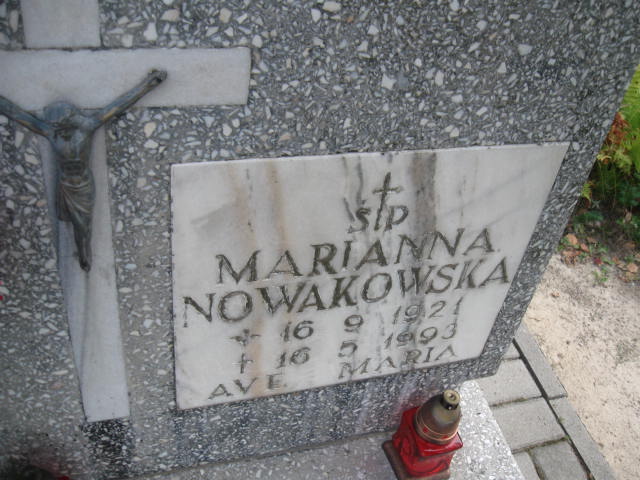 ŚP
MARIANNA
NOWAKOWSKA
* 16 9 1921
+ 16 5 1993
AVE MARIA